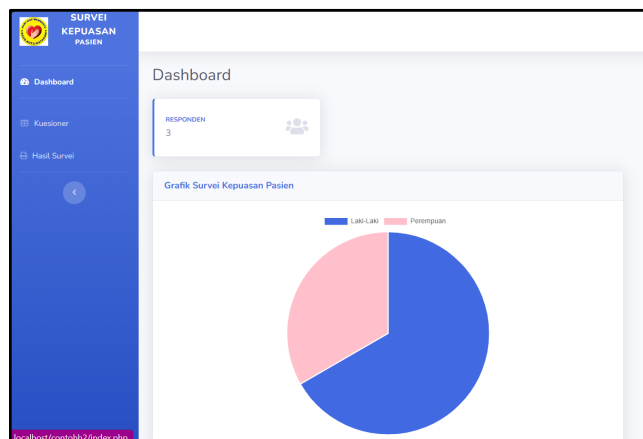 SURVEI
KEPUASAN
PASIEN
Dashboard
Kuesioner
Hasil Survei
Dashboard
RESPONDEN
3
Grafik Survei Kepuasan Pasien
Laki-Laki Perempuan
localhost/contohh2/index.php